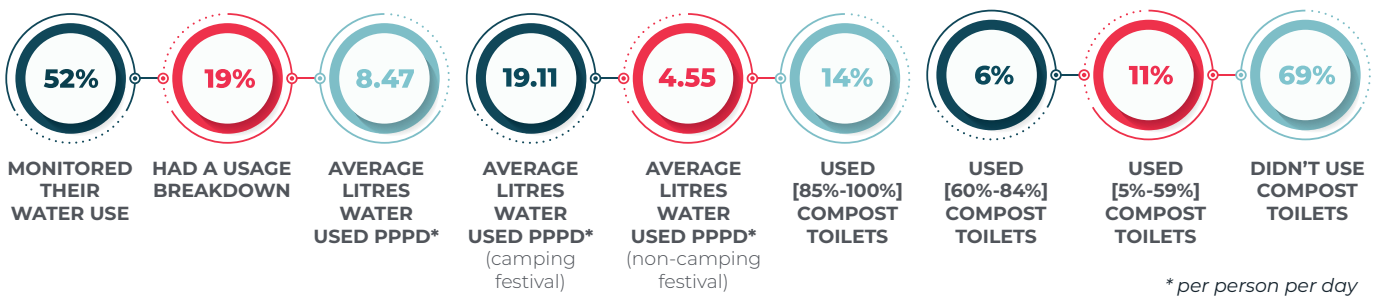 52%
MONITORED
THEIR
WATER USE
19%
HAD A USAGE
BREAKDOWN
8.47
AVERAGE
LITRES
WATER
USED PPPD*
19.11
AVERAGE
LITRES
WATER
USED PPPD*
(camping
festival)
4.55
AVERAGE
LITRES
WATER
USED PPPD*
(non-camping
festival)
14%
USED
[85%-100%]
COMPOST
TOILETS
6%
USED
[60%-84%]
COMPOST
TOILETS
11%
USED
[5%-59%]
COMPOST
TOILETS
69%
DIDN’T USE
COMPOST
TOILETS
* per person per day